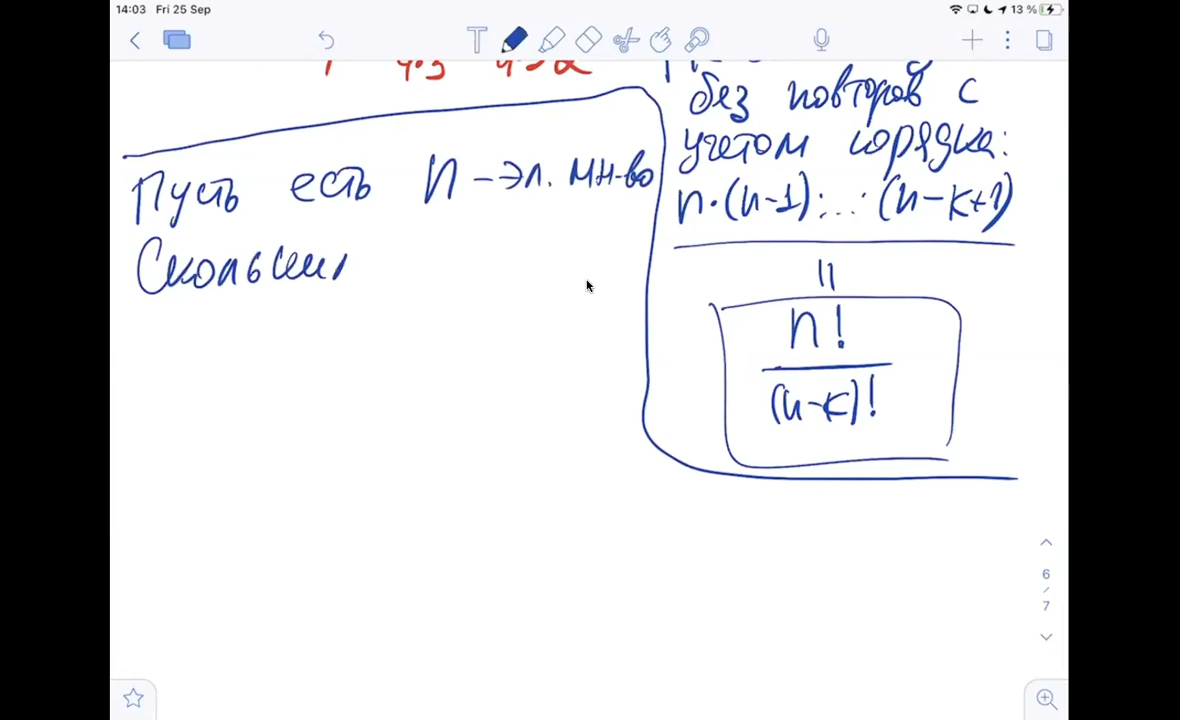 14:03 Fri 25 Sep
13 %
T
без повторов с
учетом порядка:
n·(n-1)·...·(n-k+1)
=
n!
(n-k)!
Пусть есть n-эл. мн-во
Скольким
6
/
7